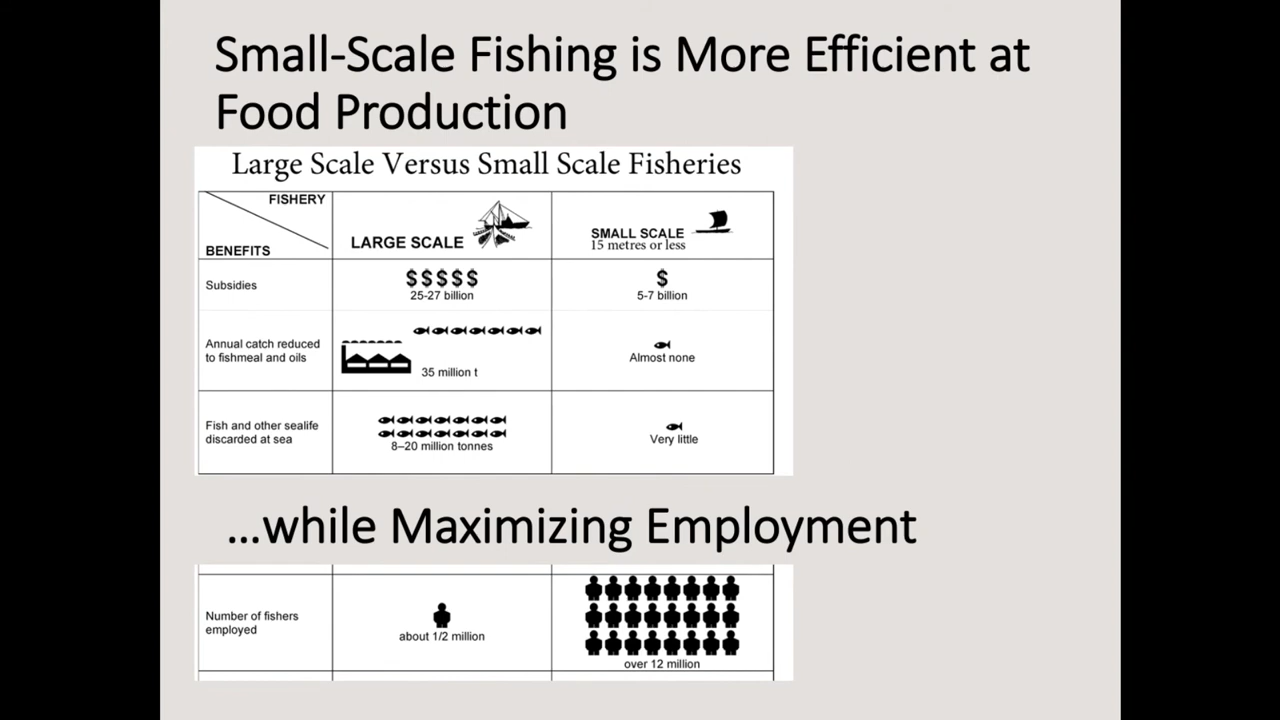 Small-Scale Fishing is More Efficient at
Food Production
Large Scale Versus Small Scale Fisheries
FISHERY
BENEFITS
LARGE SCALE
SMALL SCALE
15 metres or less
Subsidies
$$$$$
25-27 billion
$
5-7 billion
Annual catch reduced
to fishmeal and oils
35 million t
Almost none
Fish and other sealife
discarded at sea
8–20 million tonnes
Very little
...while Maximizing Employment
Number of fishers
employed
about 1/2 million
over 12 million